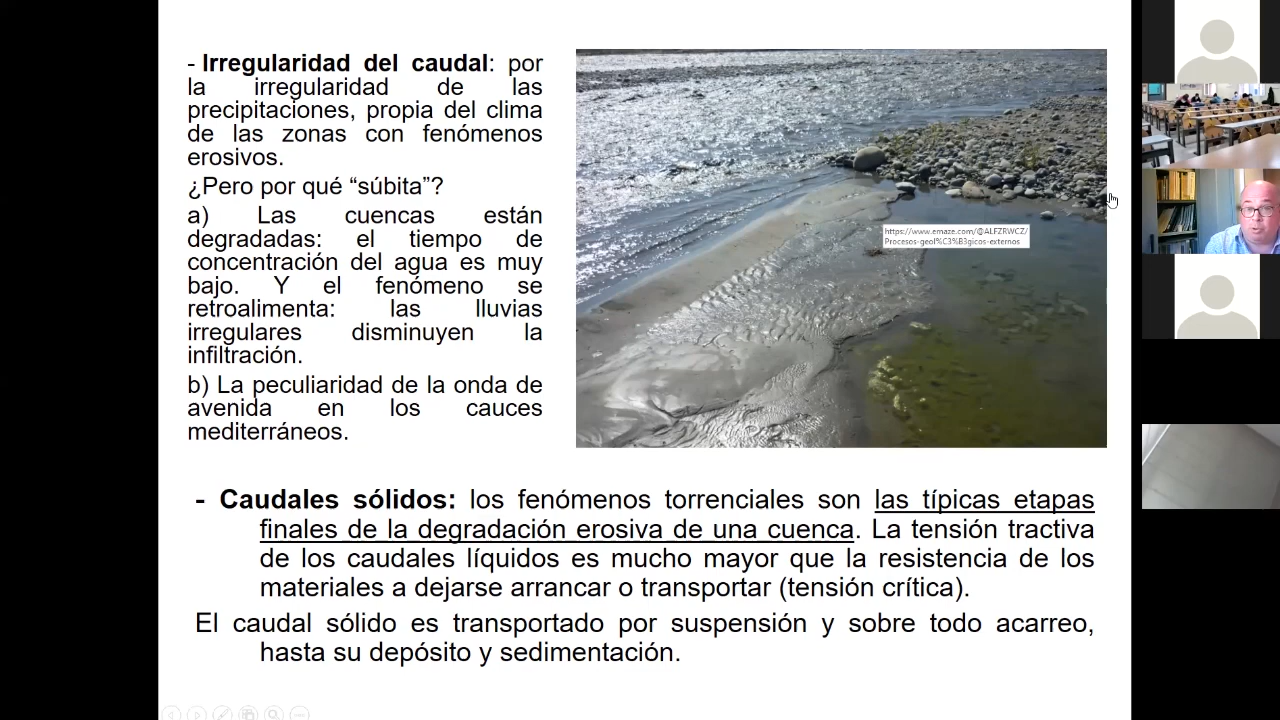 - Irregularidad del caudal: por
la irregularidad de las
precipitaciones, propia del clima
de las zonas con fenómenos
erosivos.
¿Pero por qué “súbita”?
a) Las cuencas están
degradadas: el tiempo de
concentración del agua es muy
bajo. Y el fenómeno se
retroalimenta: las lluvias
irregulares disminuyen la
infiltración.
b) La peculiaridad de la onda de
avenida en los cauces
mediterráneos.
https://www.emaze.com/@ALFZRWCZ/
Procesos-geol%C3%B3gicos-externos
- Caudales sólidos: los fenómenos torrenciales son las típicas etapas
finales de la degradación erosiva de una cuenca. La tensión tractiva
de los caudales líquidos es mucho mayor que la resistencia de los
materiales a dejarse arrancar o transportar (tensión crítica).
El caudal sólido es transportado por suspensión y sobre todo acarreo,
hasta su depósito y sedimentación.